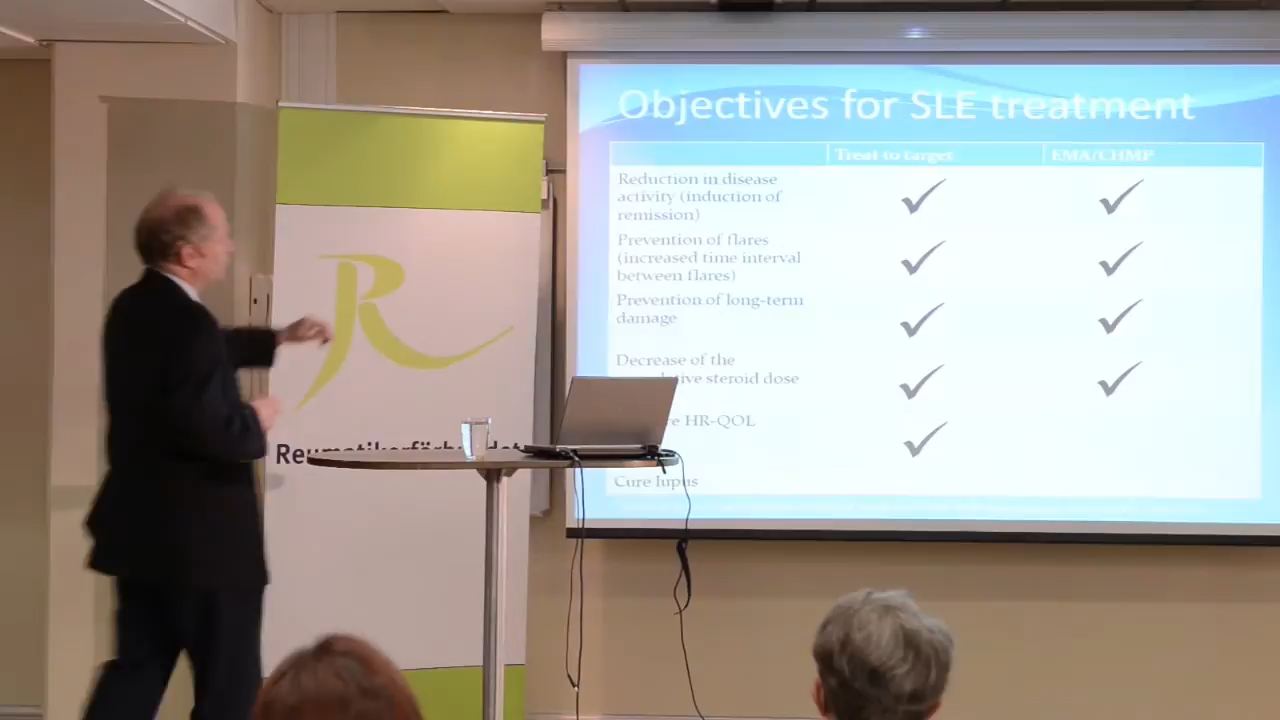 Objectives for SLE treatment
Treat to target EMA/CHMP
Reduction in disease
activity (induction of
remission)
Prevention of flares
(increased time interval
between flares)
Prevention of long-term
damage
Decrease of the
steroid dose
HR-QOL
Cure lupus
R